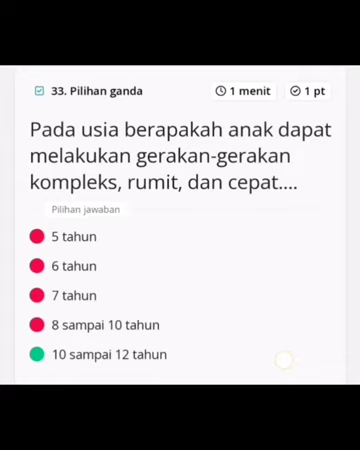 33. Pilihan ganda
1 menit
1 pt
Pada usia berapakah anak dapat
melakukan gerakan-gerakan
kompleks, rumit, dan cepat....
Pilihan jawaban
5 tahun
6 tahun
7 tahun
8 sampai 10 tahun
10 sampai 12 tahun